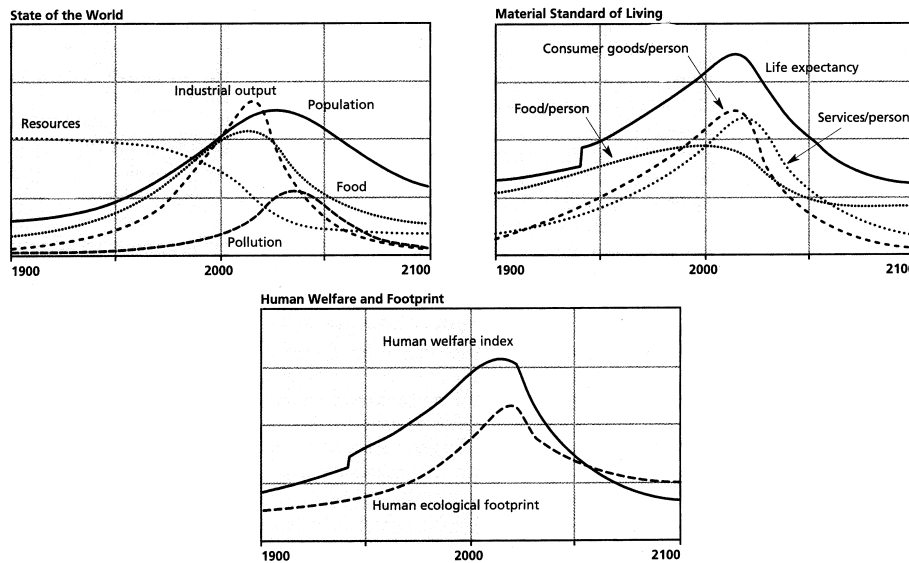 State of the World
Industrial output
Population
Resources
Food
Pollution
1900
2000
2100
Material Standard of Living
Consumer goods/person
Life expectancy
Food/person
Services/person
1900
2000
2100
Human Welfare and Footprint
Human welfare index
Human ecological footprint
1900
2000
2100